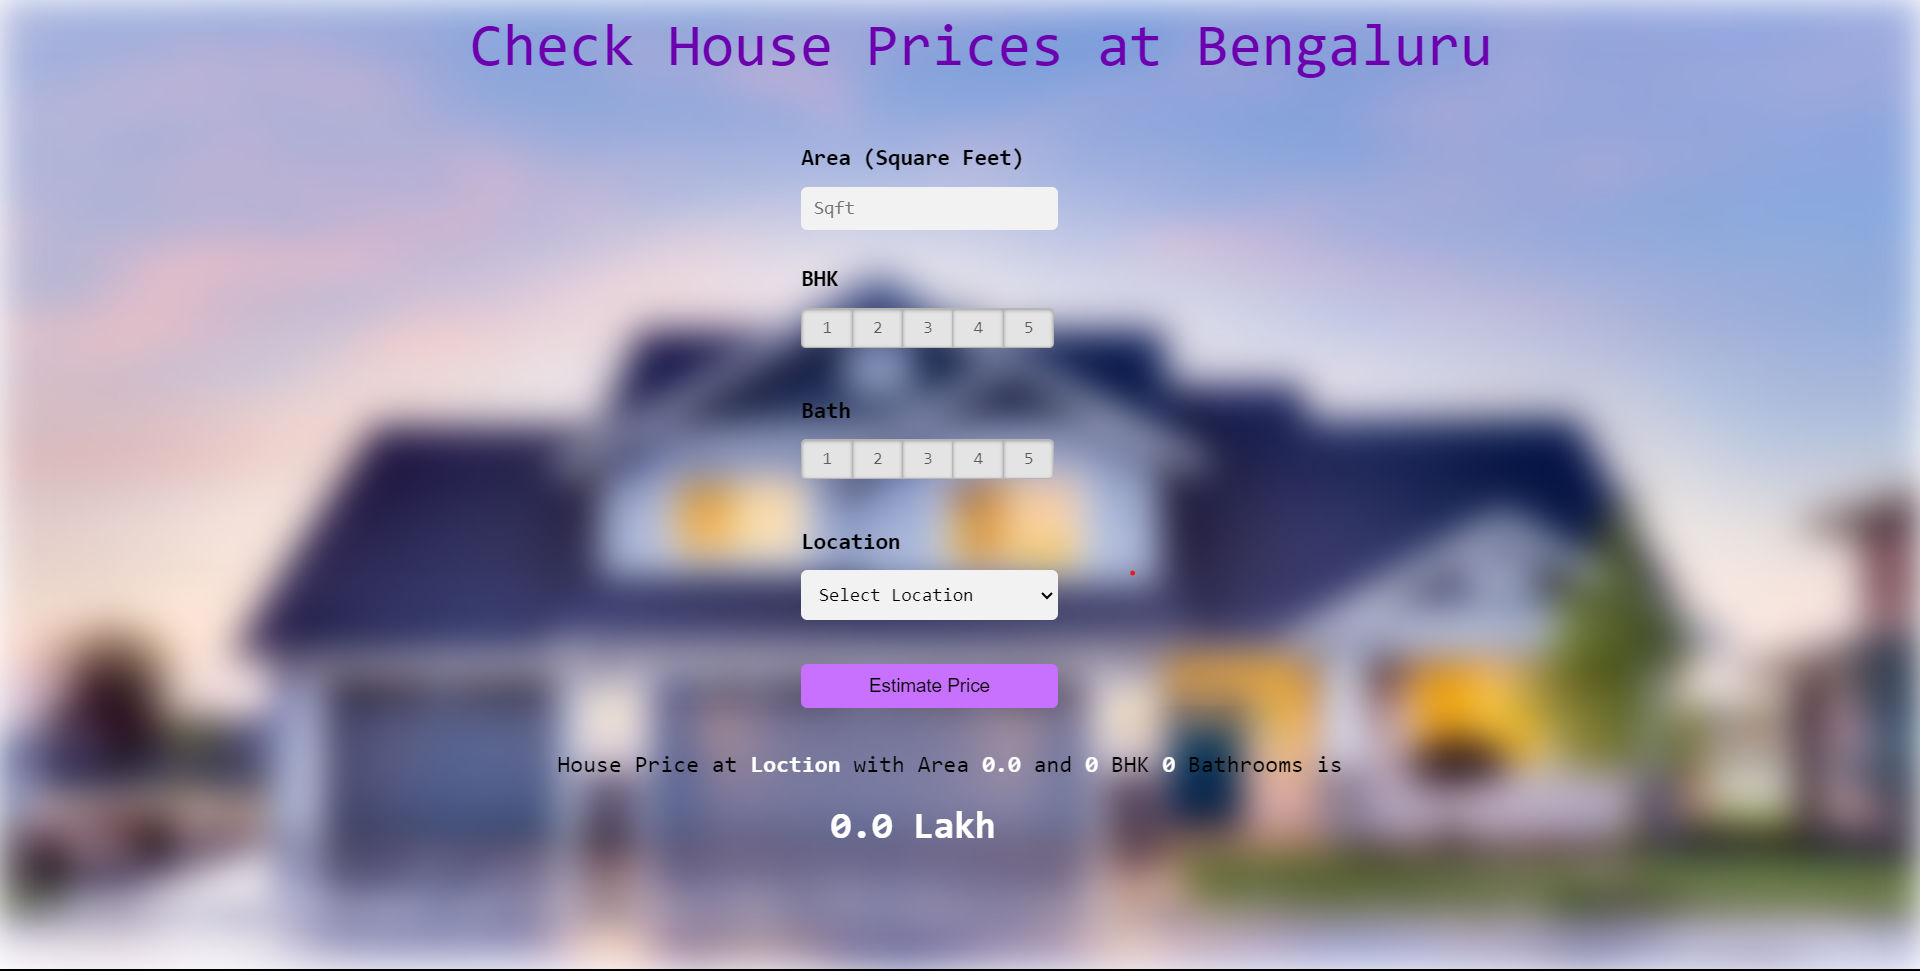 Check House Prices at Bengaluru
Area (Square Feet)
Sqft
BHK
1 2 3 4 5
Bath
1 2 3 4 5
Location
Select Location
Estimate Price
House Price at Loction with Area 0.0 and 0 BHK 0 Bathrooms is
0.0 Lakh